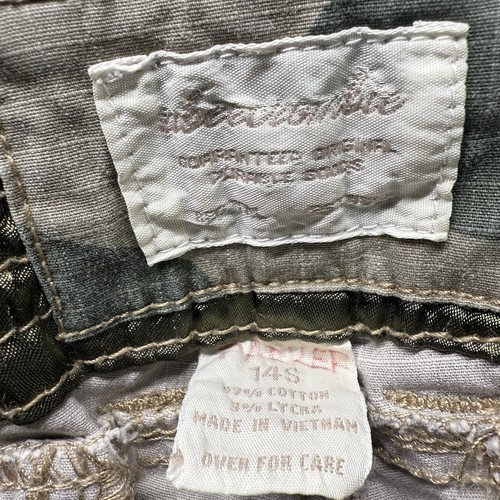 abercrombie
GUARANTEED ORIGINAL
DURABLE GOODS
14S
97% COTTON
3% LYCRA
MADE IN VIETNAM
OVER FOR CARE